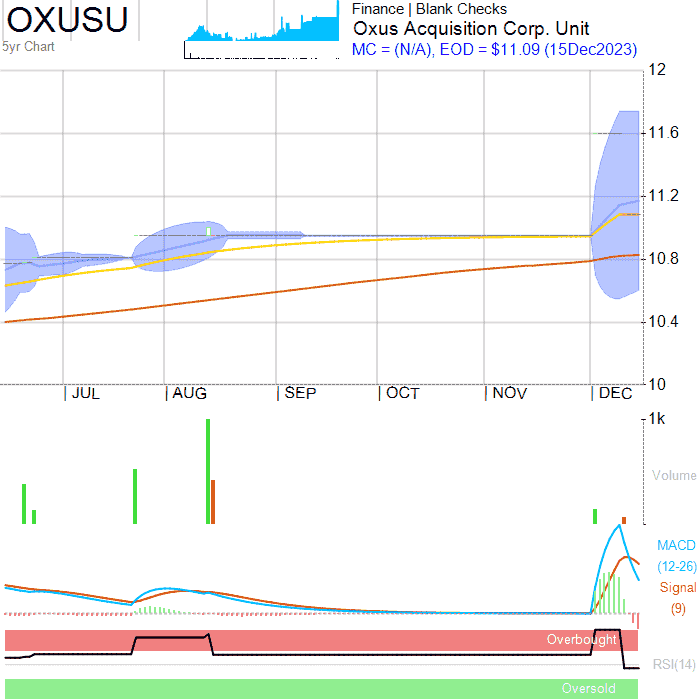 OXUSU
5yr Chart
Finance | Blank Checks
Oxus Acquisition Corp. Unit
MC = (N/A), EOD = $11.09 (15Dec2023)
12
11.6
11.2
10.8
10.4
10
JUL AUG SEP OCT NOV DEC
1k
Volume
MACD
(12-26)
Signal
(9)
Overbought
RSI(14)
Oversold